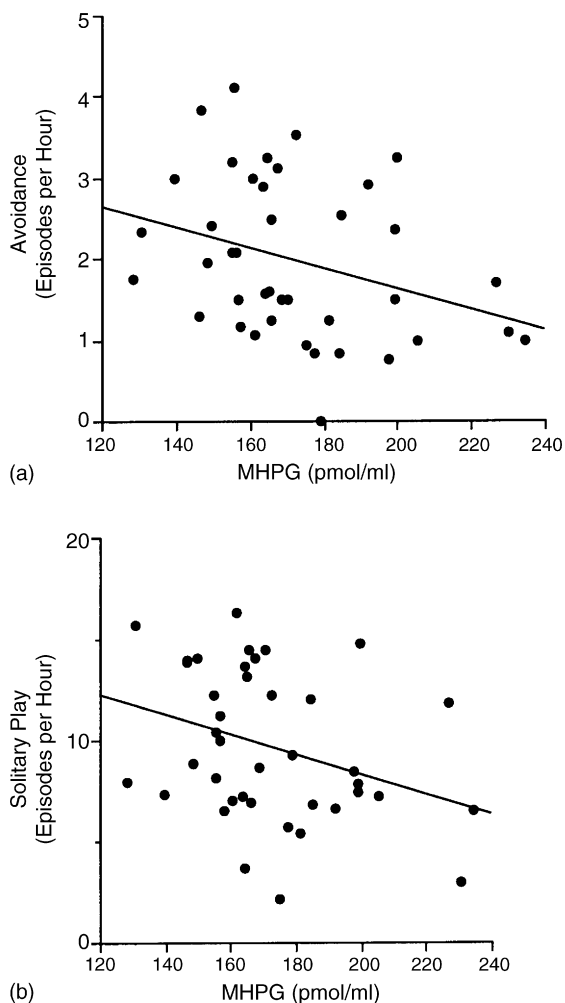 5
4
3
2
1
0
Avoidance
(Episodes per Hour)
120 140 160 180 200 220 240
MHPG (pmol/ml)
(a)
20
10
0
Solitary Play
(Episodes per Hour)
120 140 160 180 200 220 240
MHPG (pmol/ml)
(b)